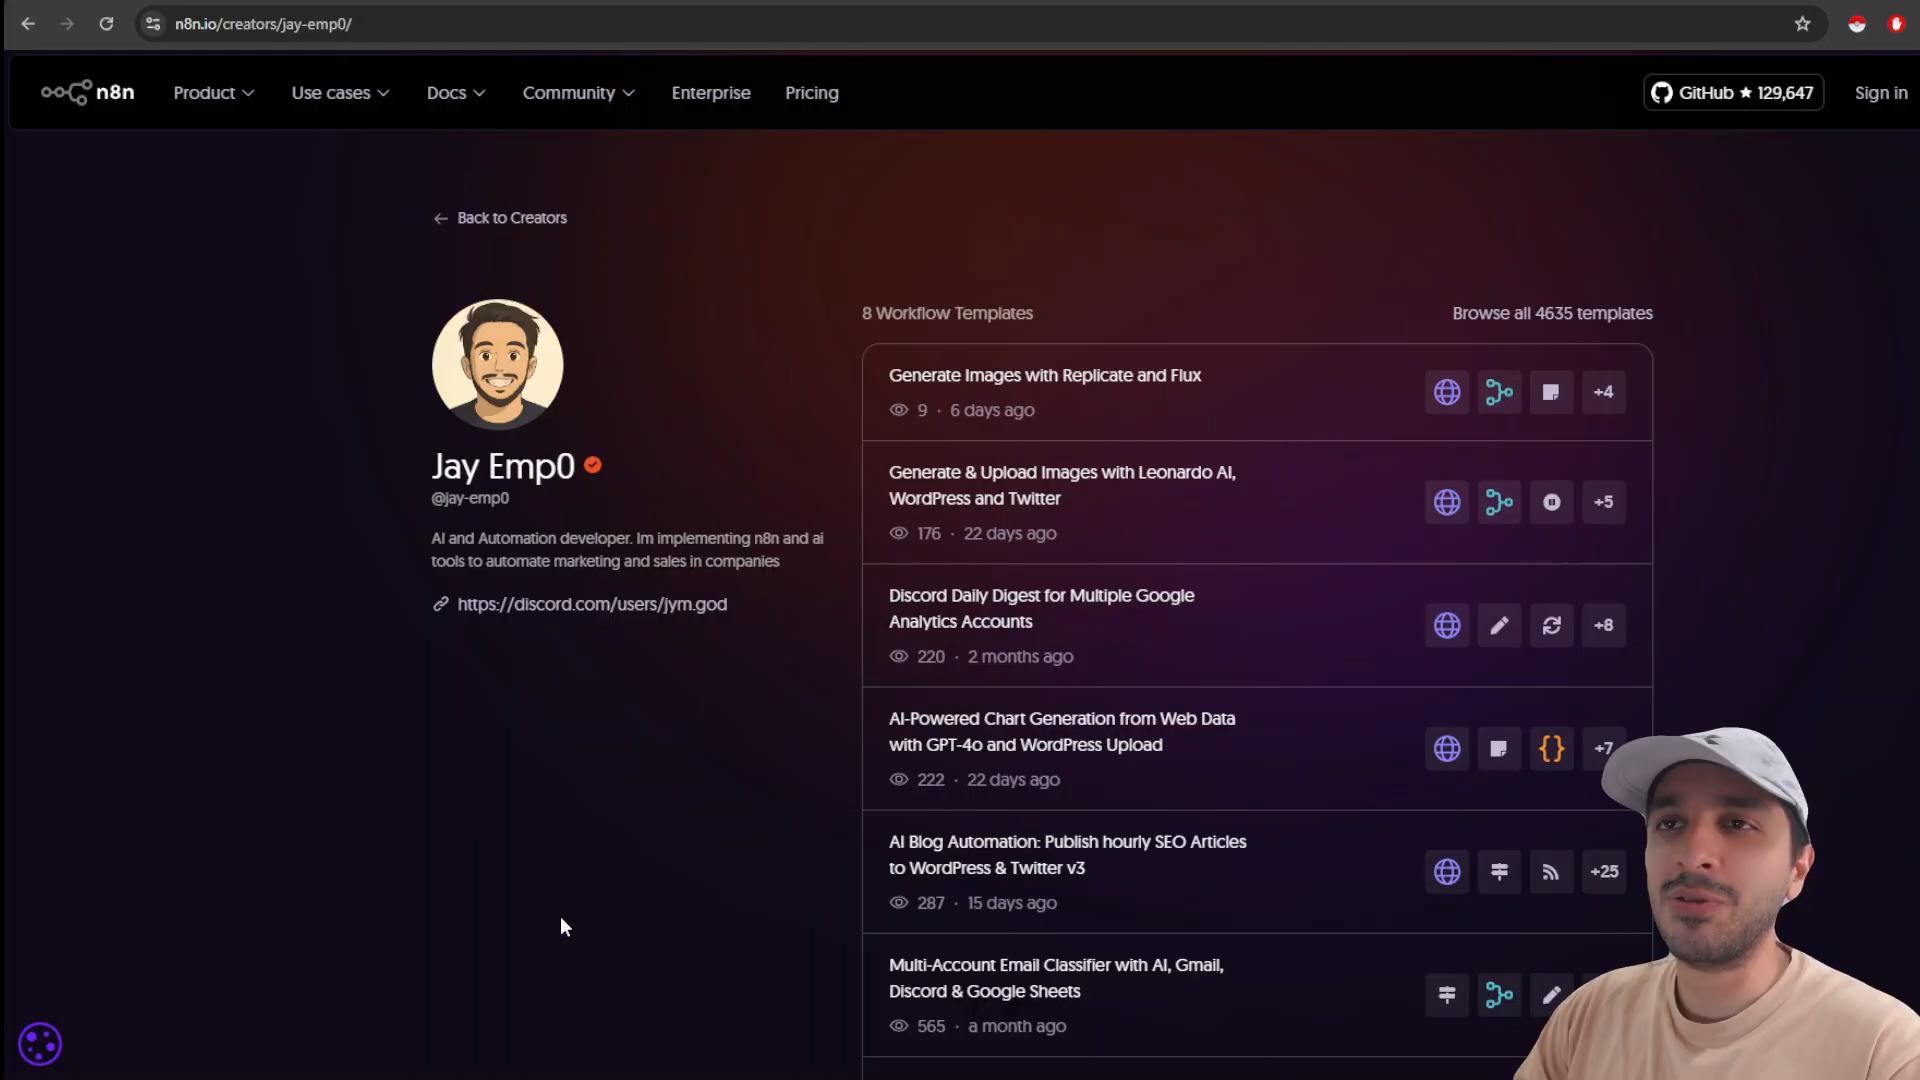 n8n.io/creators/jay-emp0/
n8n
Product
Use cases
Docs
Community
Enterprise
Pricing
GitHub ★ 129,647
Sign in
← Back to Creators
Jay Emp0
@jay-emp0
AI and Automation developer. Im implementing n8n and ai
tools to automate marketing and sales in companies
https://discord.com/users/jym.god
8 Workflow Templates
Browse all 4635 templates
Generate Images with Replicate and Flux
9 · 6 days ago
+4
Generate & Upload Images with Leonardo AI,
WordPress and Twitter
176 · 22 days ago
+5
Discord Daily Digest for Multiple Google
Analytics Accounts
220 · 2 months ago
+8
AI-Powered Chart Generation from Web Data
with GPT-4o and WordPress Upload
222 · 22 days ago
+7
AI Blog Automation: Publish hourly SEO Articles
to WordPress & Twitter v3
287 · 15 days ago
+25
Multi-Account Email Classifier with AI, Gmail,
Discord & Google Sheets
565 · a month ago